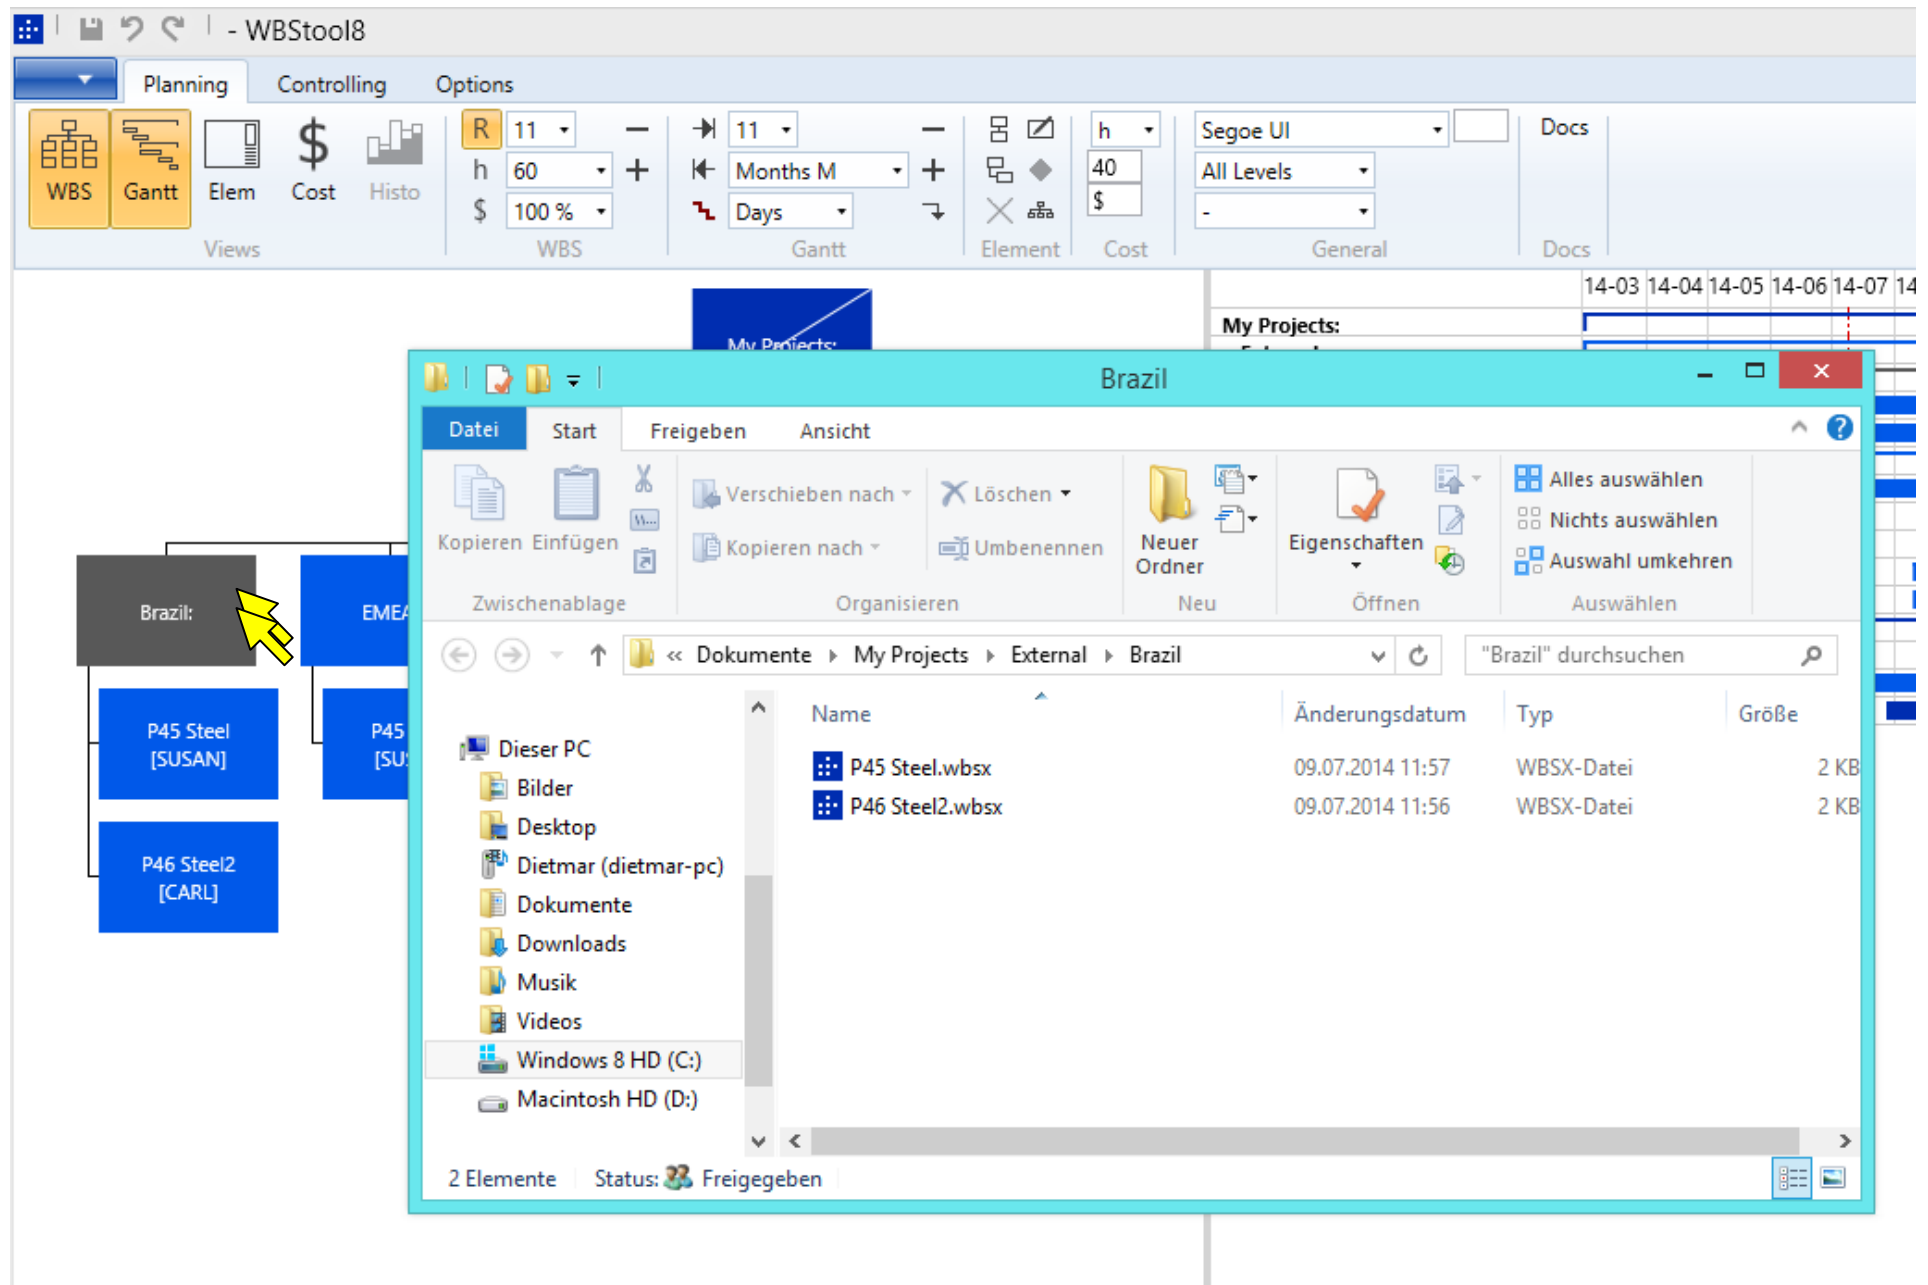 - WBStool8
Planning Controlling Options
R 11 11 h Segoe UI Docs
WBS Gantt Elem Cost Histo h 60 Months M 40 All Levels
$ 100 % Days $ -
Views WBS Gantt Element Cost General Docs
14-03 14-04 14-05 14-06 14-07 14
My Projects:
My Projects:
Brazil
Datei Start Freigeben Ansicht
Verschieben nach Löschen Alles auswählen
Kopieren Einfügen Kopieren nach Umbenennen Neuer Ordner Eigenschaften Nichts auswählen
Auswahl umkehren
Zwischenablage Organisieren Neu Öffnen Auswählen
« Dokumente My Projects External Brazil "Brazil" durchsuchen
Brazil:
EMEA
P45 Steel
[SUSAN]
P45
[SU
P46 Steel2
[CARL]
Name Änderungsdatum Typ Größe
P45 Steel.wbsx 09.07.2014 11:57 WBSX-Datei 2 KB
P46 Steel2.wbsx 09.07.2014 11:56 WBSX-Datei 2 KB
Dieser PC
Bilder
Desktop
Dietmar (dietmar-pc)
Dokumente
Downloads
Musik
Videos
Windows 8 HD (C:)
Macintosh HD (D:)
2 Elemente Status: Freigegeben